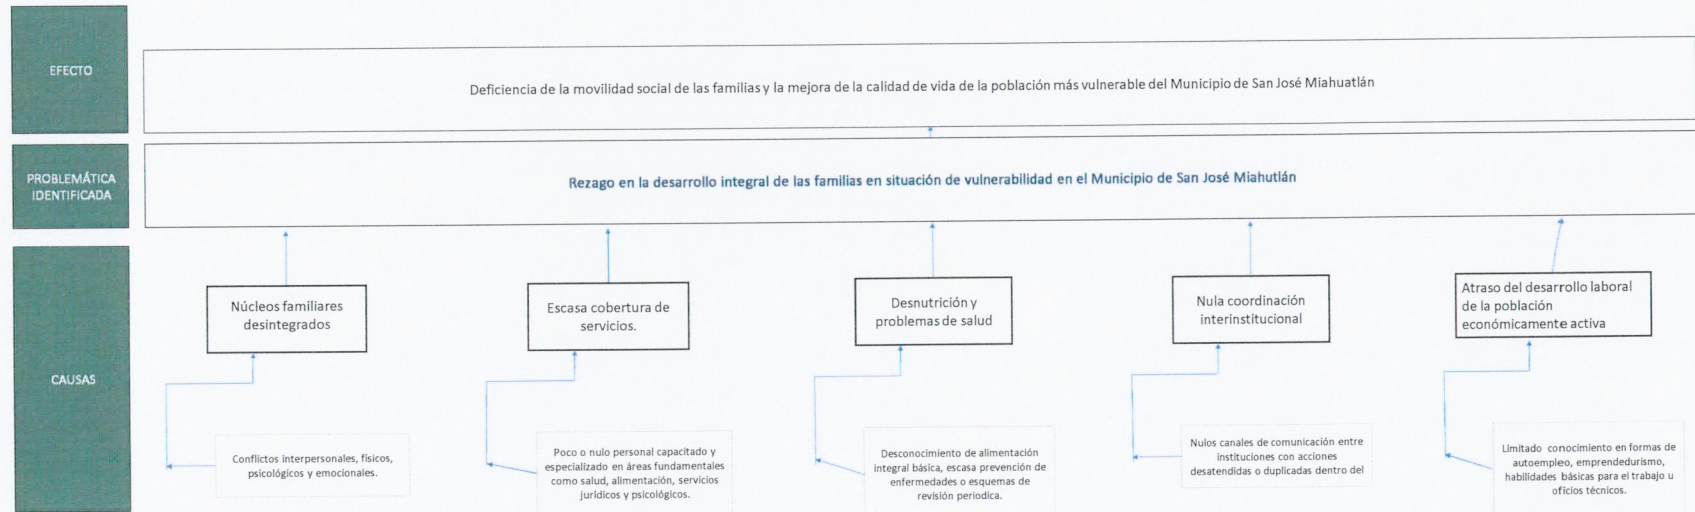 EFECTO
Deficiencia de la movilidad social de las familias y la mejora de la calidad de vida de la población más vulnerable del Municipio de San José Miahuatlán
PROBLEMÁTICA
IDENTIFICADA
Rezago en la desarrollo integral de las familias en situación de vulnerabilidad en el Municipio de San José Miahutlán
CAUSAS
Núcleos familiares
desintegrados
Escasa cobertura de
servicios.
Desnutrición y
problemas de salud
Nula coordinación
interinstitucional
Atraso del desarrollo laboral
de la población
económicamente activa
Conflictos interpersonales, físicos,
psicológicos y emocionales.
Poco o nulo personal capacitado y
especializado en áreas fundamentales
como salud, alimentación, servicios
jurídicos y psicológicos.
Desconocimiento de alimentación
integral básica, escasa prevención de
enfermedades o esquemas de
revisión periodica.
Nulos canales de comunicación entre
instituciones con acciones
desatendidas o duplicadas dentro del
Limitado conocimiento en formas de
autoempleo, emprendedurismo,
habilidades básicas para el trabajo u
oficios técnicos.